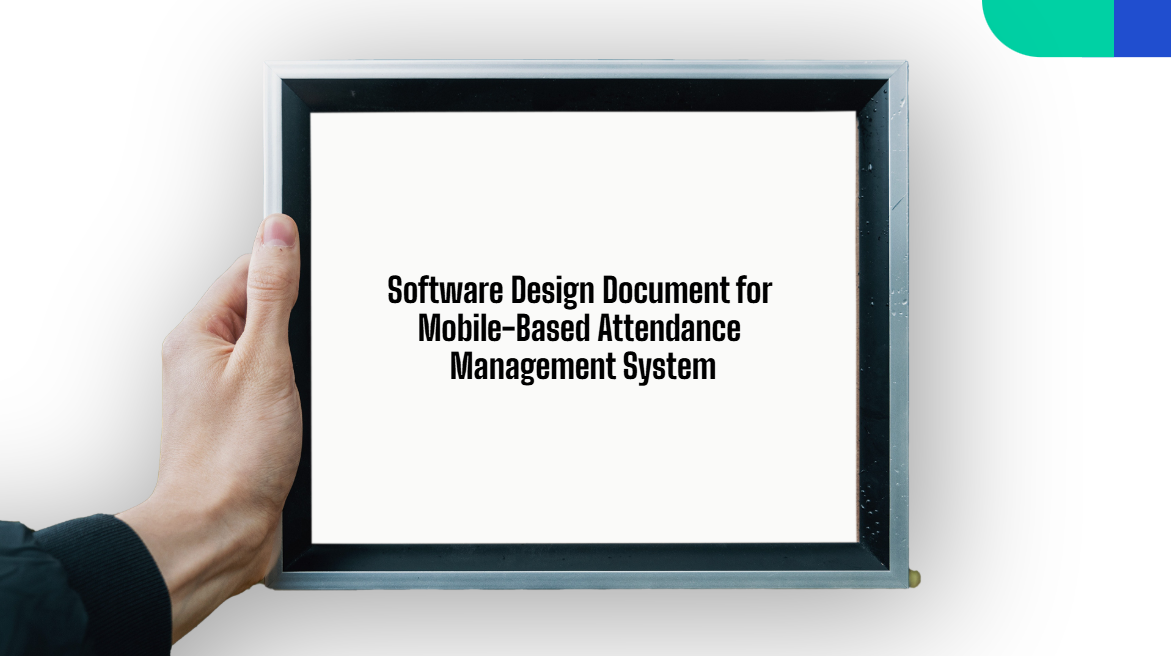 Software Design Document for
Mobile-Based Attendance
Management System